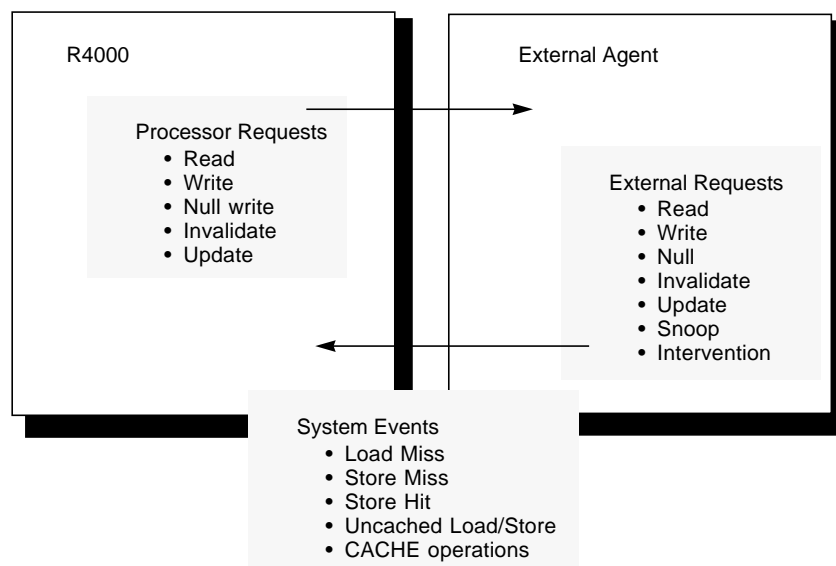 R4000
Processor Requests
• Read
• Write
• Null write
• Invalidate
• Update
External Agent
External Requests
• Read
• Write
• Null
• Invalidate
• Update
• Snoop
• Intervention
System Events
• Load Miss
• Store Miss
• Store Hit
• Uncached Load/Store
• CACHE operations